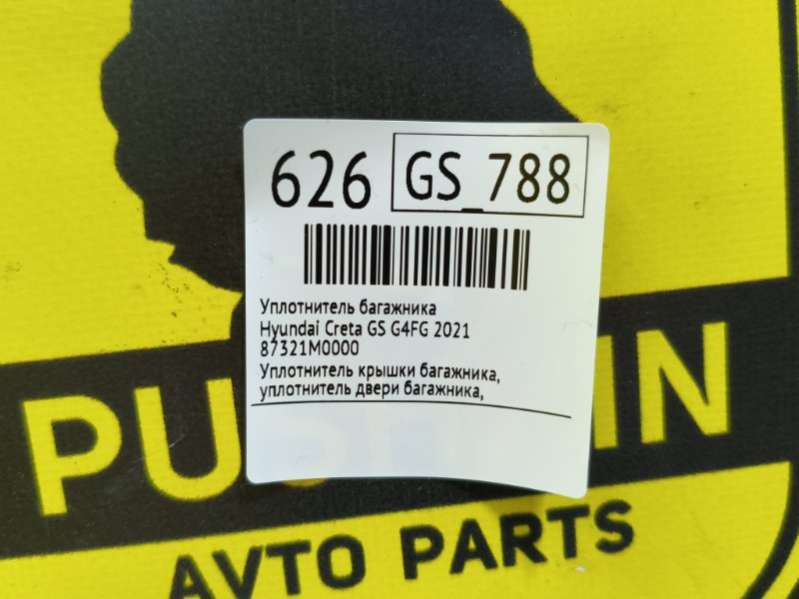 626 GS_788
Уплотнитель багажника
Hyundai Creta GS G4FG 2021
87321M0000
Уплотнитель крышки багажника,
уплотнитель двери багажника,
AVTO PARTS